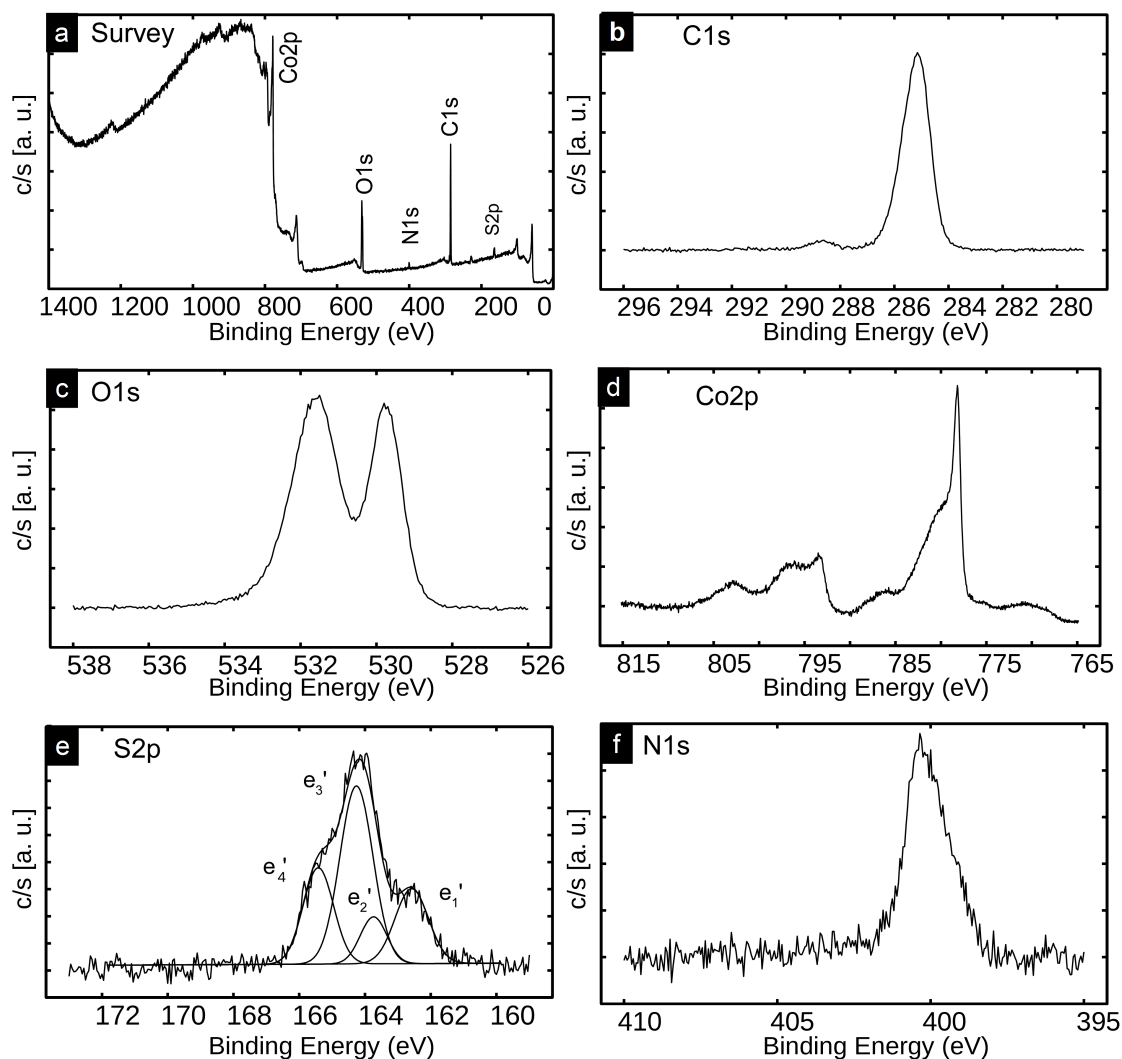 a Survey
Co2p
O1s
N1s
C1s
S2p
c/s [a. u.]
1400 1200 1000 800 600 400 200 0
Binding Energy (eV)
b C1s
c/s [a. u.]
296 294 292 290 288 286 284 282 280
Binding Energy (eV)
c O1s
c/s [a. u.]
538 536 534 532 530 528 526
Binding Energy (eV)
d Co2p
c/s [a. u.]
815 805 795 785 775 765
Binding Energy (eV)
e S2p
e₃'
e₄'
e₂'
e₁'
c/s [a. u.]
172 170 168 166 164 162 160
Binding Energy (eV)
f N1s
c/s [a. u.]
410 405 400 395
Binding Energy (eV)